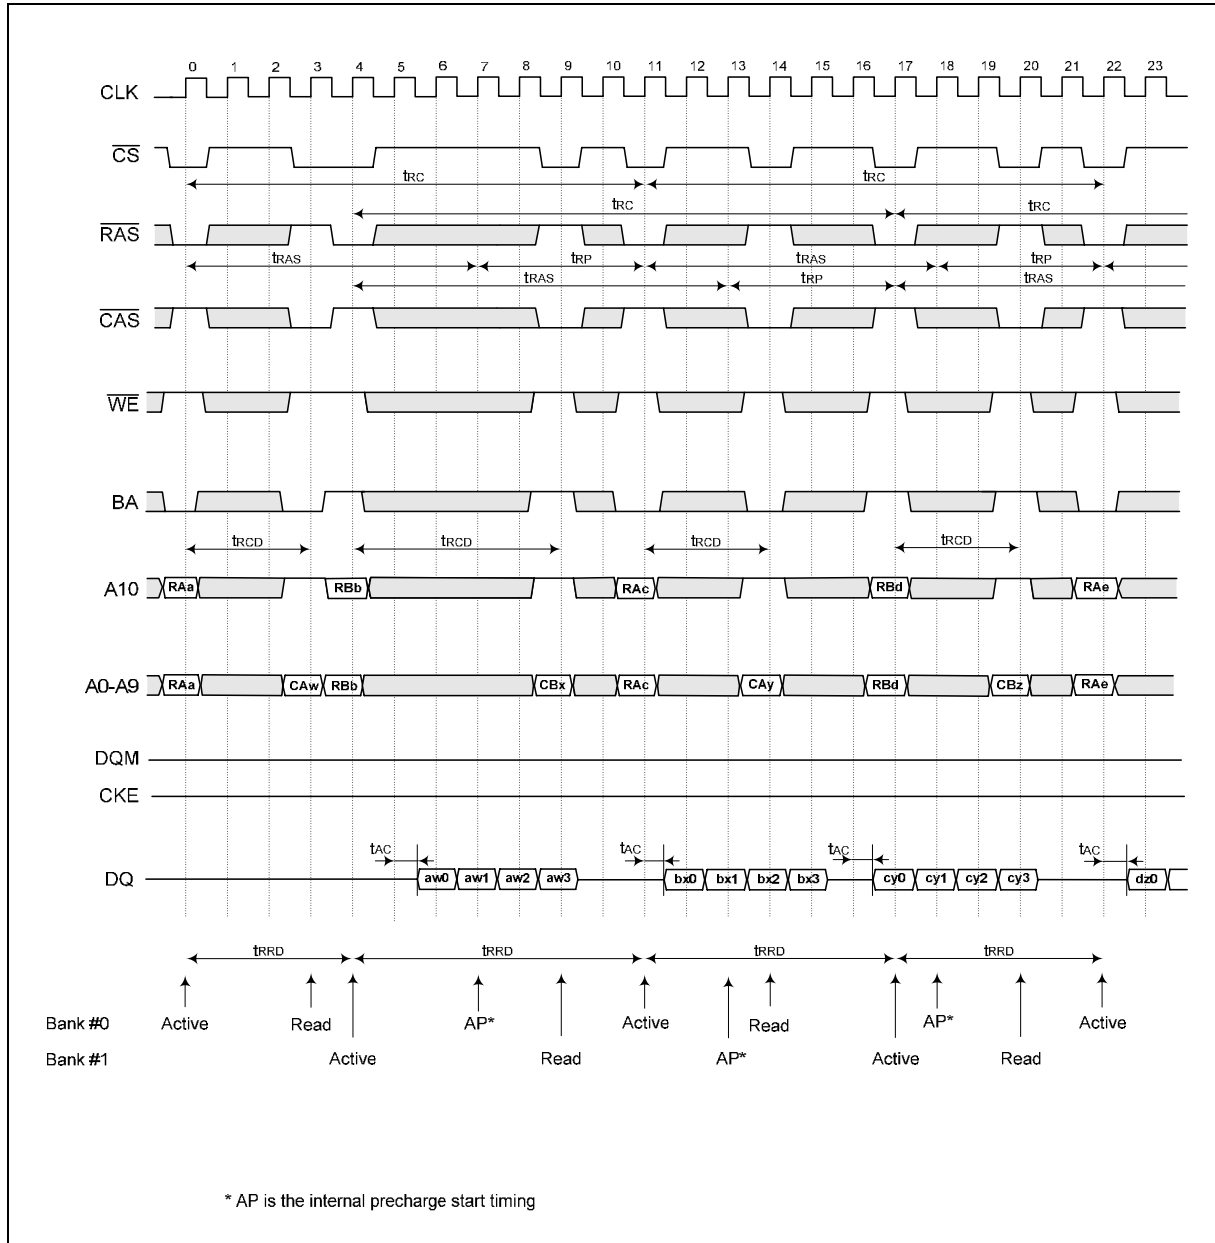 0 1 2 3 4 5 6 7 8 9 10 11 12 13 14 15 16 17 18 19 20 21 22 23
CLK
CS
tRC tRC
tRC tRC
RAS
tRAS tRP tRAS tRP
tRAS tRP tRAS
CAS
WE
BA
tRCD tRCD tRCD tRCD
A10 RAa RBb RAc RBd RAe
A0-A9 RAa CAw RBb CBx RAc CAy RBd CBz RAe
DQM
CKE
tAC tAC tAC tAC
DQ aw0 aw1 aw2 aw3 bx0 bx1 bx2 bx3 cy0 cy1 cy2 cy3 dz0
tRRD tRRD tRRD tRRD
Bank #0 Active Read AP* Active Read AP* Active
Bank #1 Active Read AP* Active Read
* AP is the internal precharge start timing